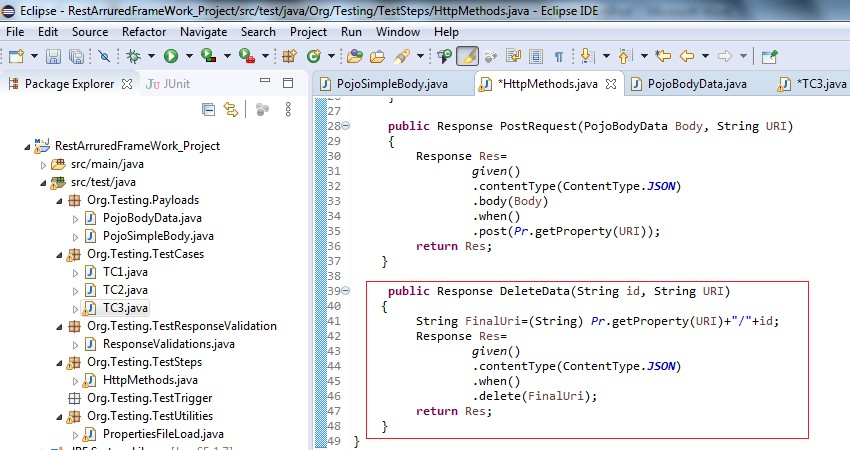 Eclipse - RestArruredFrameWork_Project/src/test/java/Org/Testing/TestSteps/HttpMethods.java - Eclipse IDE
File Edit Source Refactor Navigate Search Project Run Window Help
Package Explorer JUnit
RestArruredFrameWork_Project
src/main/java
src/test/java
Org.Testing.Payloads
PojoBodyData.java
PojoSimpleBody.java
Org.Testing.TestCases
TC1.java
TC2.java
TC3.java
Org.Testing.TestResponseValidation
ResponseValidations.java
Org.Testing.TestSteps
HttpMethods.java
Org.Testing.TestTrigger
Org.Testing.TestUtilities
PropertiesFileLoad.java
PojoSimpleBody.java *HttpMethods.java PojoBodyData.java *TC3.java
26 }
27
28 public Response PostRequest(PojoBodyData Body, String URI)
29 {
30 Response Res=
31 given()
32 .contentType(ContentType.JSON)
33 .body(Body)
34 .when()
35 .post(Pr.getProperty(URI));
36 return Res;
37 }
38
39 public Response DeleteData(String id, String URI)
40 {
41 String FinalUri=(String) Pr.getProperty(URI)+"/"+id;
42 Response Res=
43 given()
44 .contentType(ContentType.JSON)
45 .when()
46 .delete(FinalUri);
47 return Res;
48 }
49 }